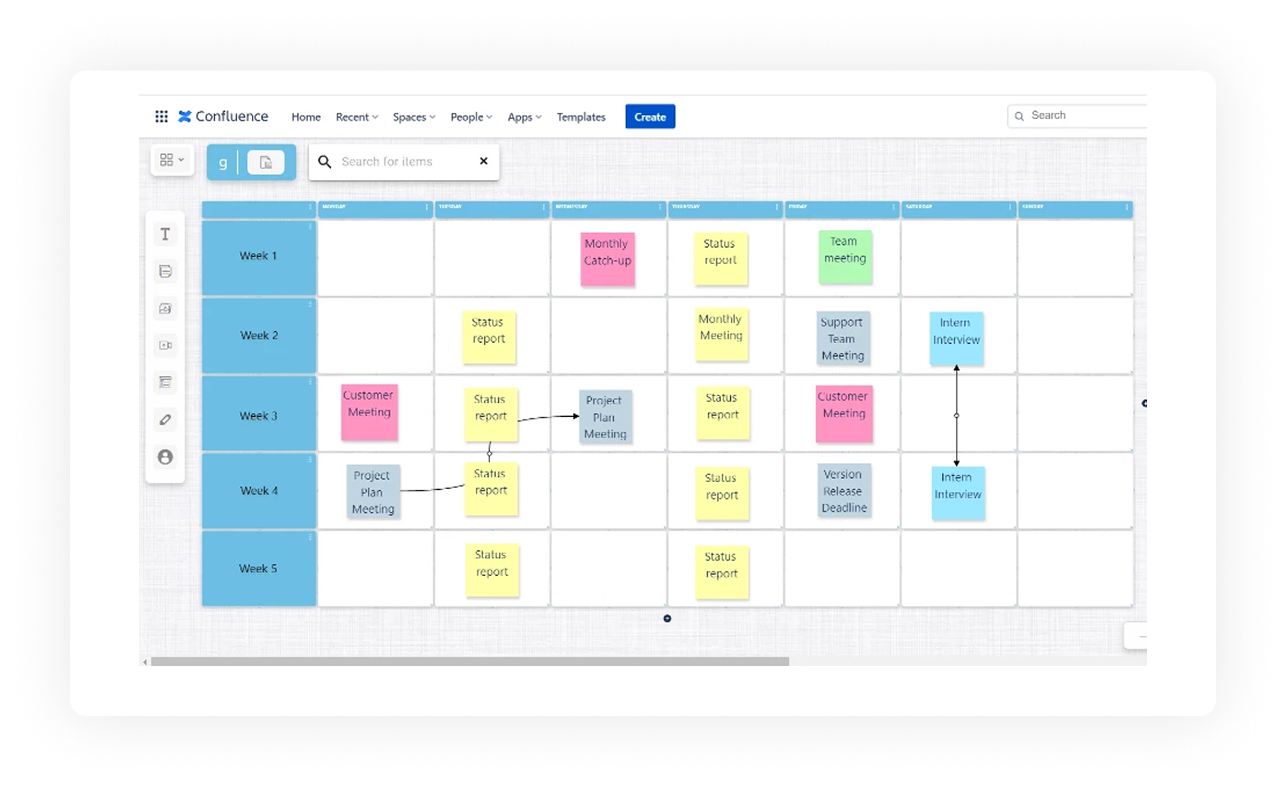 Confluence Home Recent Spaces People Apps Templates Create Search
g Search for items
MONDAY TUESDAY WEDNESDAY THURSDAY FRIDAY SATURDAY SUNDAY
Week 1
Monthly
Catch-up
Status
report
Team
meeting
Week 2
Status
report
Monthly
Meeting
Support
Team
Meeting
Intern
Interview
Week 3
Customer
Meeting
Status
report
Project
Plan
Meeting
Status
report
Customer
Meeting
Week 4
Project
Plan
Meeting
Status
report
Status
report
Version
Release
Deadline
Intern
Interview
Week 5
Status
report
Status
report